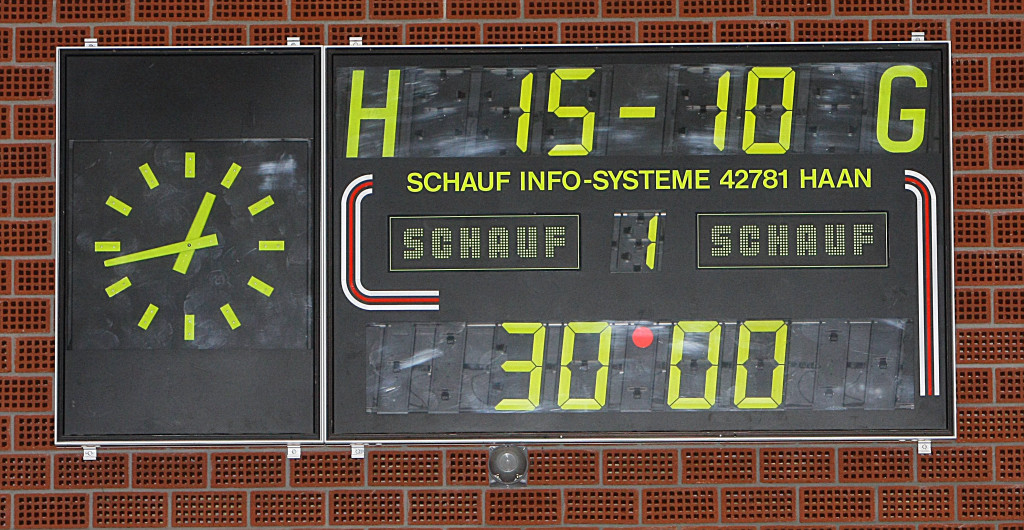 H 15-10 G
SCHAUF INFO-SYSTEME 42781 HAAN
SCHAUF 1 SCHAUF
30:00